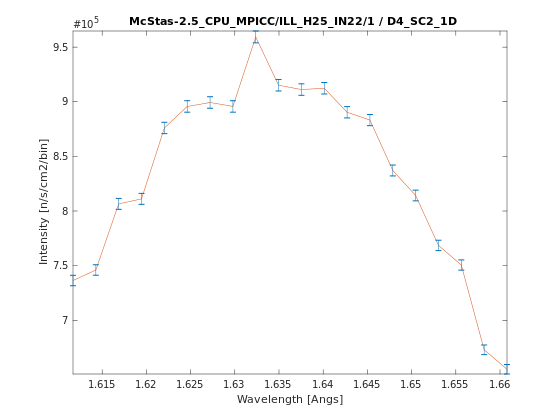 McStas-2.5_CPU_MPICC/ILL_H25_IN22/1 / D4_SC2_1D
#10^5
9.5
9
8.5
8
7.5
7
Intensity [n/s/cm2/bin]
1.615 1.62 1.625 1.63 1.635 1.64 1.645 1.65 1.655 1.66
Wavelength [Angs]